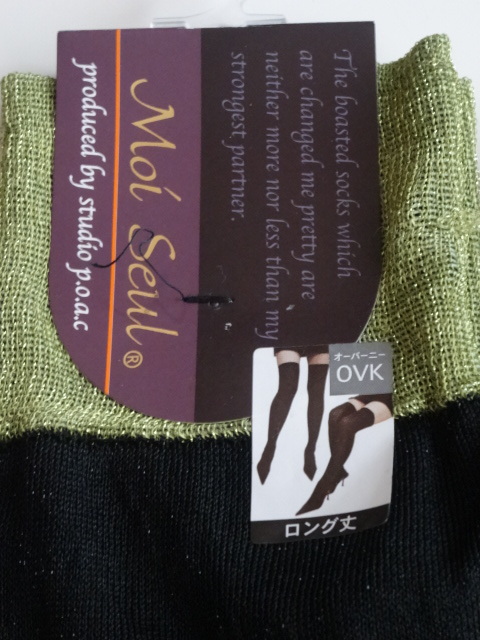 The boasted socks which
are changed me pretty are
neither more nor less than my
strongest partner.
Moi Seul®
produced by studio p.o.a.c
オーバーニー
OVK
ロング丈